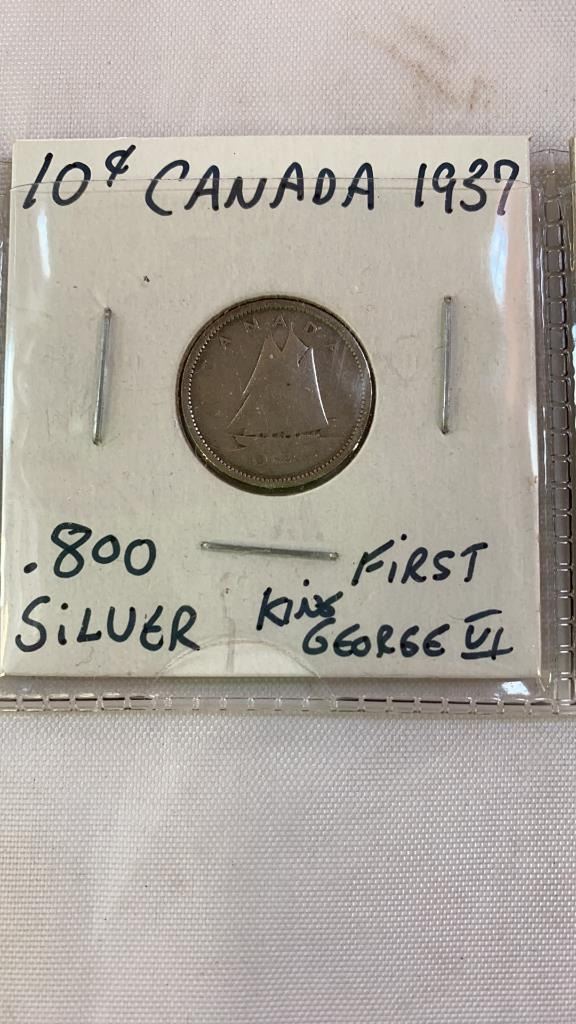 10¢ CANADA 1937
CANADA
.800 FIRST
SILVER KING GEORGE VI